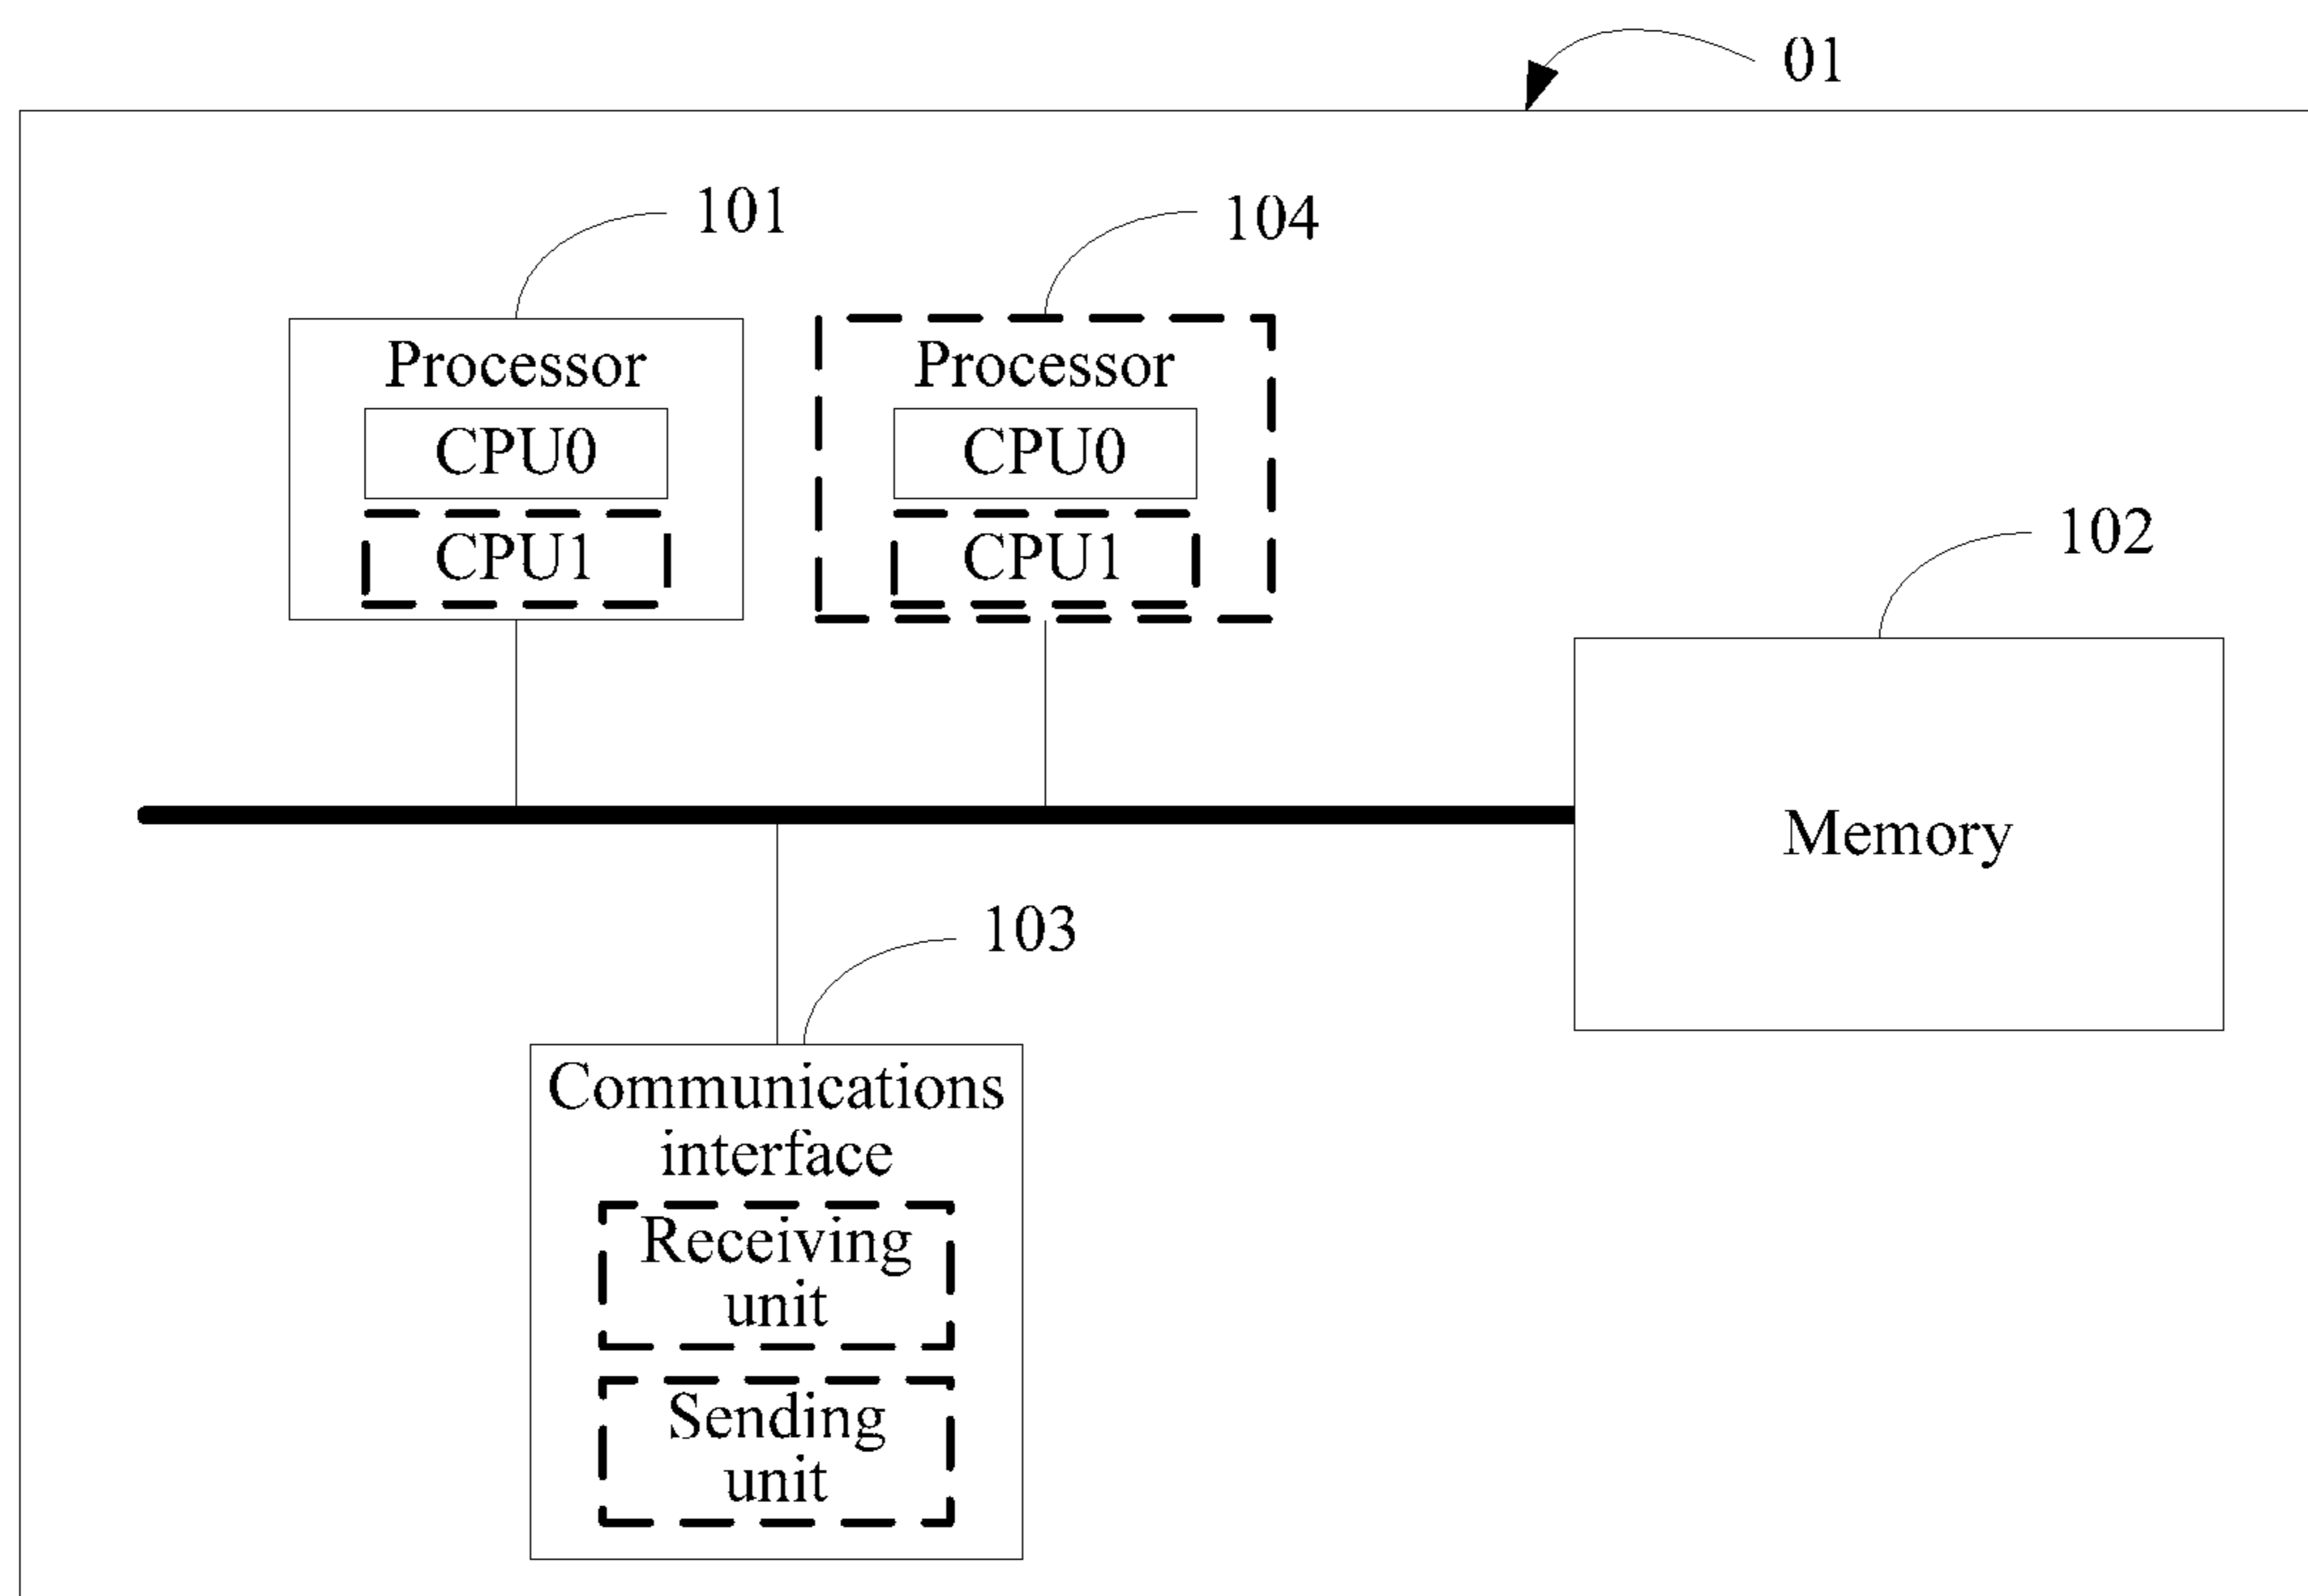 01
101
104
Processor
CPU0
CPU1
Processor
CPU0
CPU1
102
Memory
103
Communications
interface
Receiving
unit
Sending
unit